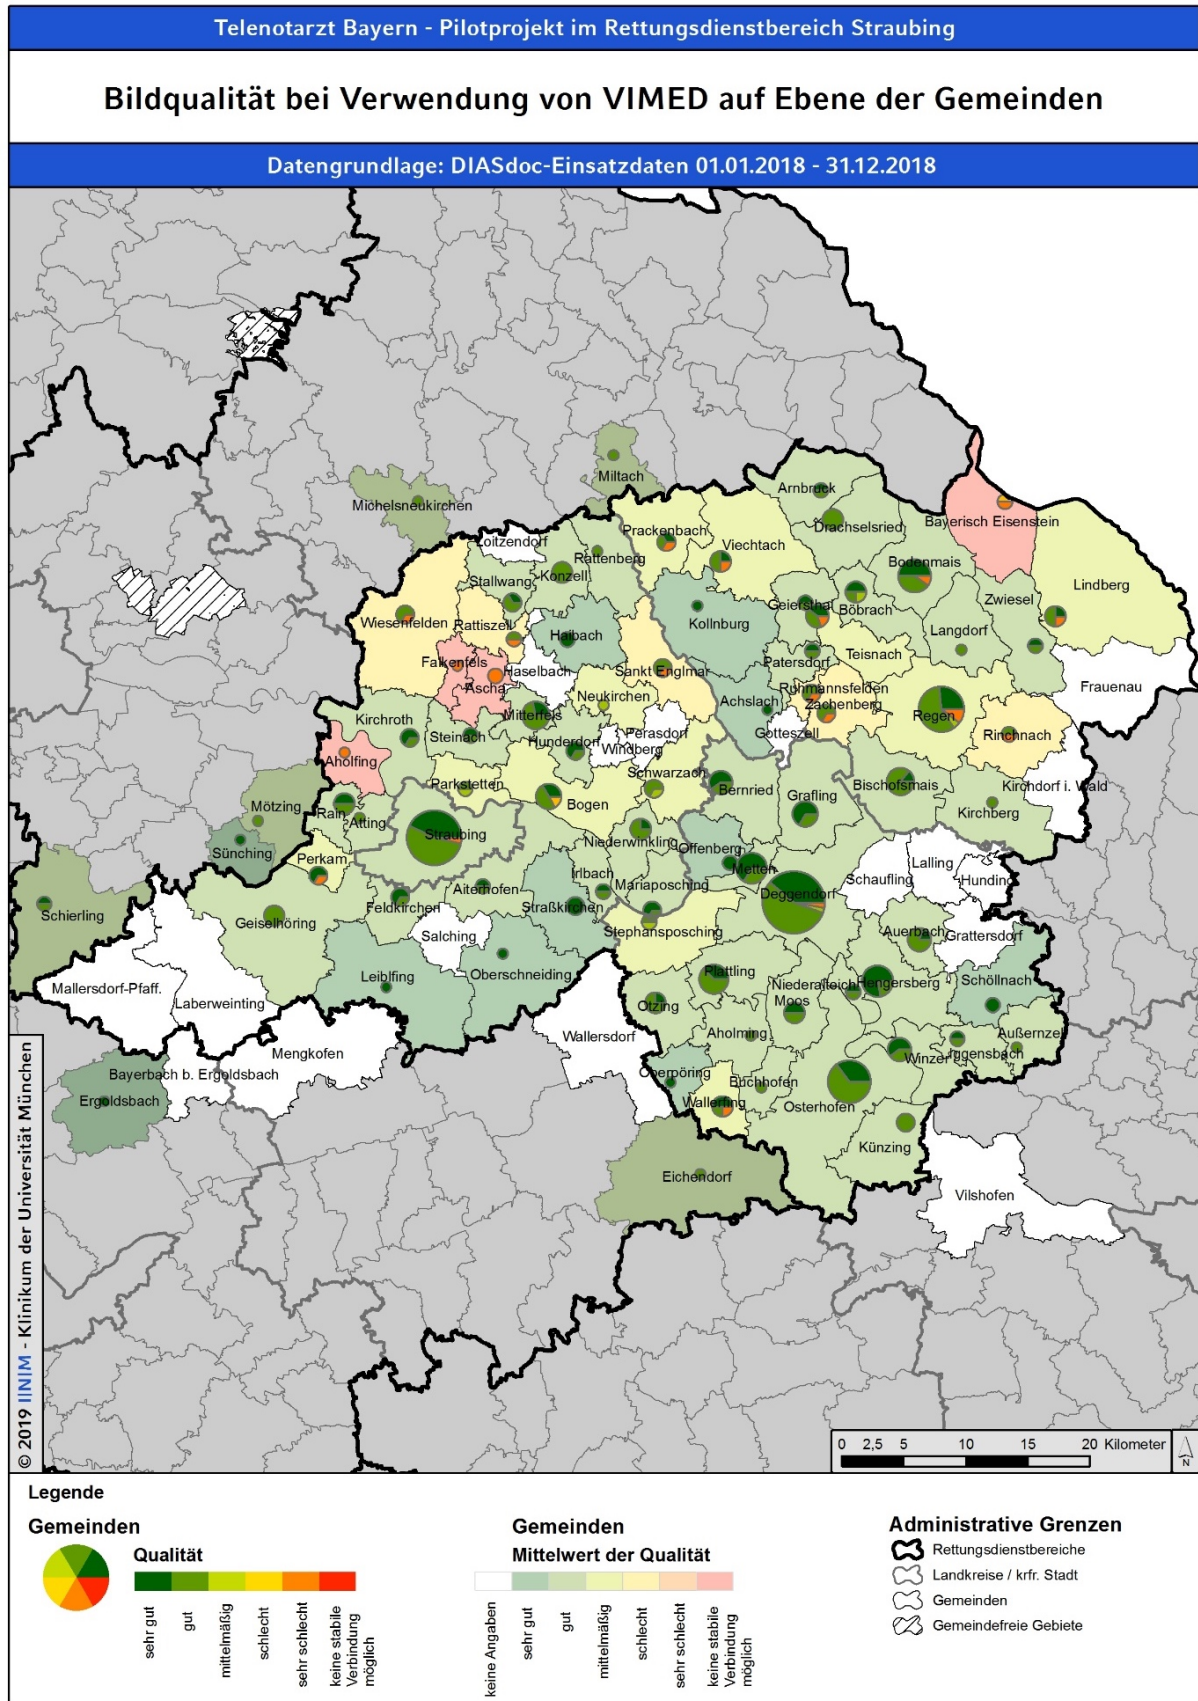 Telenotarzt Bayern - Pilotprojekt im Rettungsdienstbereich Straubing
Bildqualität bei Verwendung von VIMED auf Ebene der Gemeinden
Datengrundlage: DIASdoc-Einsatzdaten 01.01.2018 - 31.12.2018
Miltach
Michelsneukirchen
Arnbruck
Drachselsried
Bayerisch Eisenstein
Prackenbach
Viechtach
Loitzendorf
Rattenberg
Konzell
Stallwang
Bodenmais
Lindberg
Zwiesel
Böbrach
Geiersthal
Kollnburg
Wiesenfelden
Rattiszell
Haibach
Langdorf
Teisnach
Patersdorf
Falkenfels
Haselbach
Sankt Englmar
Ascha
Neukirchen
Ruhmannsfelden
Zachenberg
Frauenau
Achslach
Regen
Mitterfels
Kirchroth
Steinach
Hunderdorf
Perasdorf
Windberg
Gotteszell
Rinchnach
Aholfing
Schwarzach
Parkstetten
Bernried
Bischofsmais
Kirchdorf i. Wald
Grafling
Bogen
Mötzing
Rain
Atting
Kirchberg
Straubing
Niederwinkling
Offenberg
Sünching
Perkam
Metten
Lalling
Schaufling
Hunding
Irlbach
Mariaposching
Aiterhofen
Deggendorf
Schierling
Feldkirchen
Straßkirchen
Geiselhöring
Salching
Stephansposching
Auerbach
Grattersdorf
Oberschneiding
Leiblfing
Plattling
Niederalteich
Hengersberg
Schöllnach
Mallersdorf-Pfaff.
Laberweinting
Otzing
Moos
Wallersdorf
Aholming
Außernzell
Mengkofen
Winzer
Iggensbach
Bayerbach b. Ergoldsbach
Oberpöring
Buchhofen
Ergoldsbach
Wallerfing
Osterhofen
Künzing
Eichendorf
Vilshofen
© 2019 INM - Klinikum der Universität München
0 2,5 5 10 15 20 Kilometer
N
Legende
Gemeinden
Qualität
sehr gut
gut
mittelmäßig
schlecht
sehr schlecht
keine stabile
Verbindung
möglich
Gemeinden
Mittelwert der Qualität
keine Angaben
sehr gut
gut
mittelmäßig
schlecht
sehr schlecht
keine stabile
Verbindung
möglich
Administrative Grenzen
Rettungsdienstbereiche
Landkreise / krfr. Stadt
Gemeinden
Gemeindefreie Gebiete